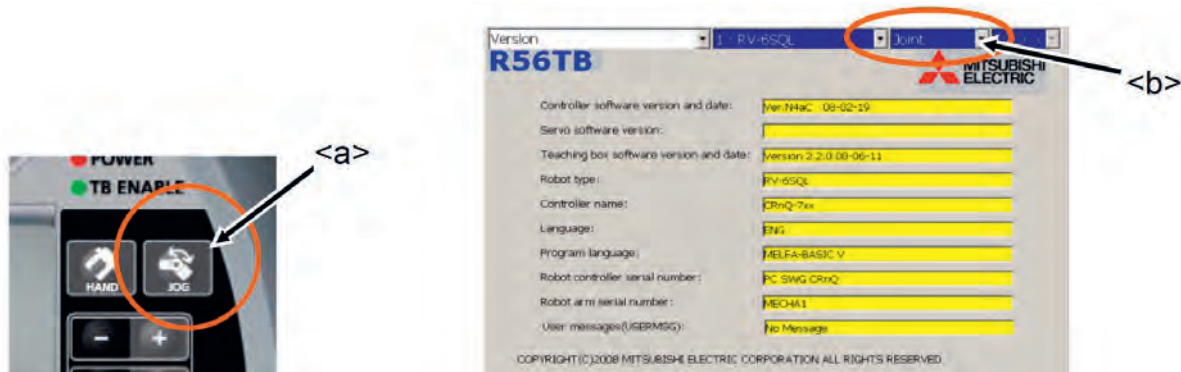 POWER
TB ENABLE
HAND
JOG
- +
<a>
Version
1 : RV-6SQL
Joint
R56TB
MITSUBISHI
ELECTRIC
<b>
Controller software version and date: Ver.N4aC 08-02-19
Servo software version:
Teaching box software version and date: Version 2.2.0 08-06-11
Robot type: RV-6SQL
Controller name: CRnQ-7xx
Language: ENG
Program language: MELFA-BASIC V
Robot controller serial number: PC SWG CRnQ
Robot arm serial number: MECHA1
User messages(USERMSG): No Message
COPYRIGHT(C)2008 MITSUBISHI ELECTRIC CORPORATION ALL RIGHTS RESERVED.